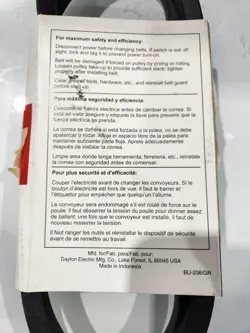 For maximum safety and efficiency:
Disconnect power before changing belts. If switch is out of
sight, lock and tag it to prevent power turn-on.
Belt will be damaged if forced on pulley by prying or rolling.
Loosen pulley take-up to provide sufficient slack, tighten
properly after installing belt.
Clear area of tools, hardware, etc., and reinstall belt guard
before start-up.
Para máxima seguridad y eficiencia:
Desconecte fuerza eléctrica antes de cambiar la correa. Si
está en vista asegure y etiquete la llave para prevenir que la
fuerza eléctrica se prenda.
La correa se dañará si está forzada a la polea, no se debe
apalancar o rodar. Afloje el espacio libre de la polea para
mantener suficiente parte floja. Apriete adecuadamente
después de instalar la correa.
Limpie area donde tenga herramienta, ferretería, etc., reinstale
la correa con seguridad antes de comenzar.
Pour plus securité et d'efficacité:
Couper l'électricité avant de changer les convoyeurs. Si le
bouton d'électricité est hors de vue, il faut le barrer et
l'étiquetter pour empêcher que quelqu'un l'allume.
Le convoyeur sera endommagé s'il est roulé de force sur le
poulie. Il faut désserrer la tension du poulie pour donner assez
de ballant; une fois que le convoyeur est instalé, il faut
resserrer la tension.
Il faut ranger les outils et réinstaller le dispositif de sécurité
avant de se remettre au travail.
Mfd. for/Fab. para/Fab. pour:
Dayton Electric Mfg. Co., Lake Forest, IL 60045 USA
Made in Indonesia
BU-206/GR